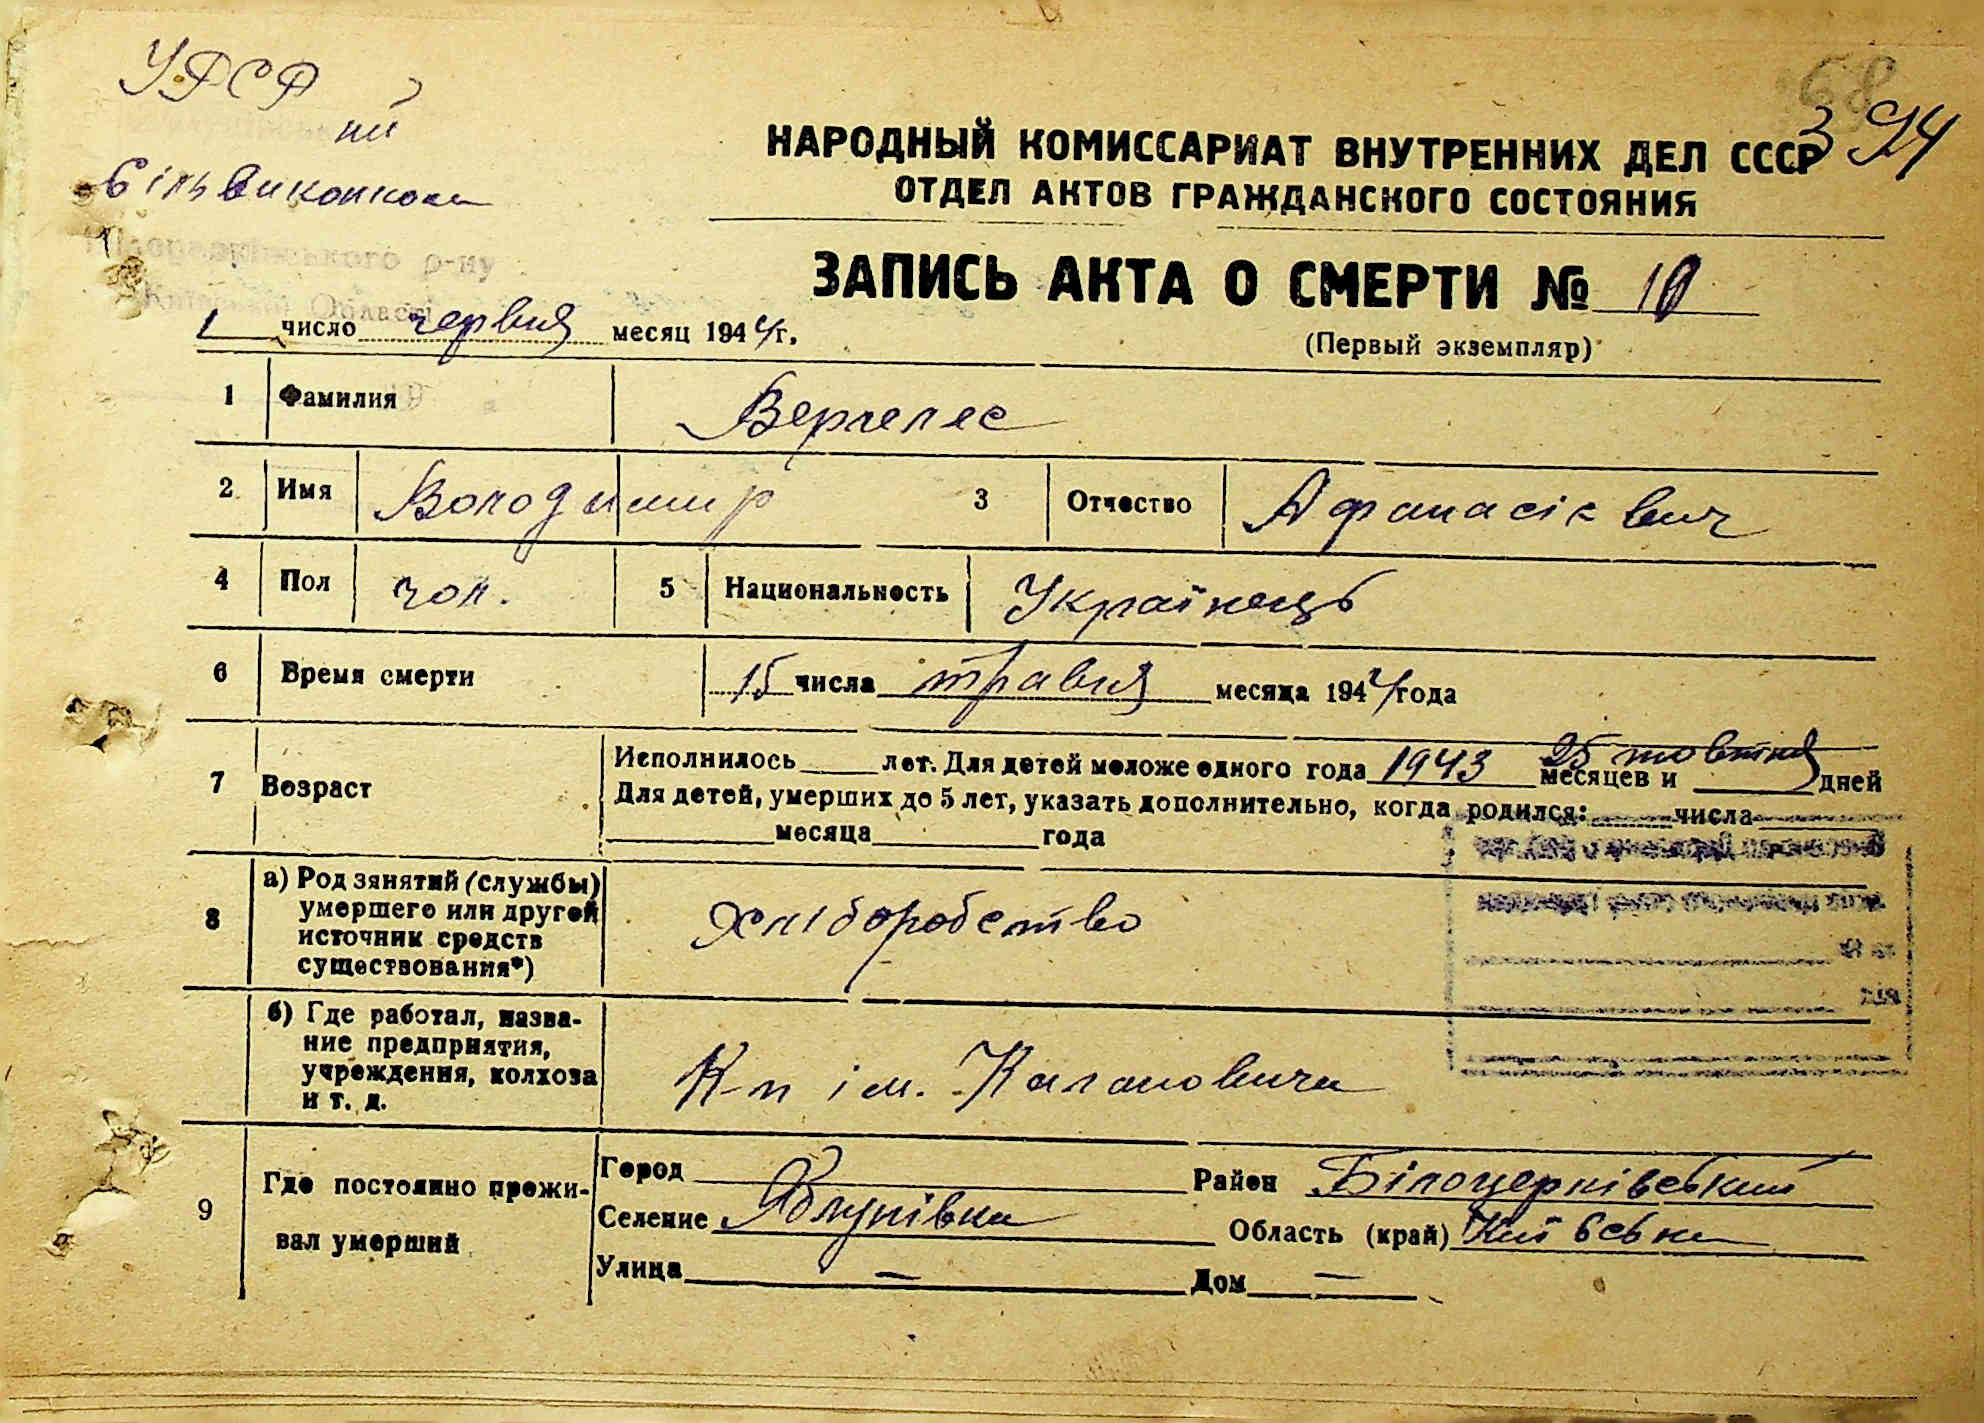 УРСР
68
3 94
НАРОДНЫЙ КОМИССАРИАТ ВНУТРЕННИХ ДЕЛ СССР
ОТДЕЛ АКТОВ ГРАЖДАНСКОГО СОСТОЯНИЯ
р-ну
Області
ЗАПИСЬ АКТА О СМЕРТИ № 10
(Первый экземпляр)
1 число червня месяц 1944 г.
1 Фамилия Вергелес
2 Имя Володимир 3 Отчество Афанасієвич
4 Пол чол. 5 Национальность Українець
6 Время смерти 15 числа травня месяца 1944 года
7 Возраст Исполнилось лет. Для детей моложе одного года 1943 25 жовтня месяцев и дней
Для детей, умерших до 5 лет, указать дополнительно, когда родился: числа
месяца года
8 а) Род занятий (службы) умершего или другой источник средств существования*) хліборобство
б) Где работал, название предприятия, учреждения, колхоза и т. д. К-п ім. Кагановича
9 Где постоянно проживал умерший
Город Район Білоцерківський
Селение Яблунівка Область (край) Київська
Улица — Дом —